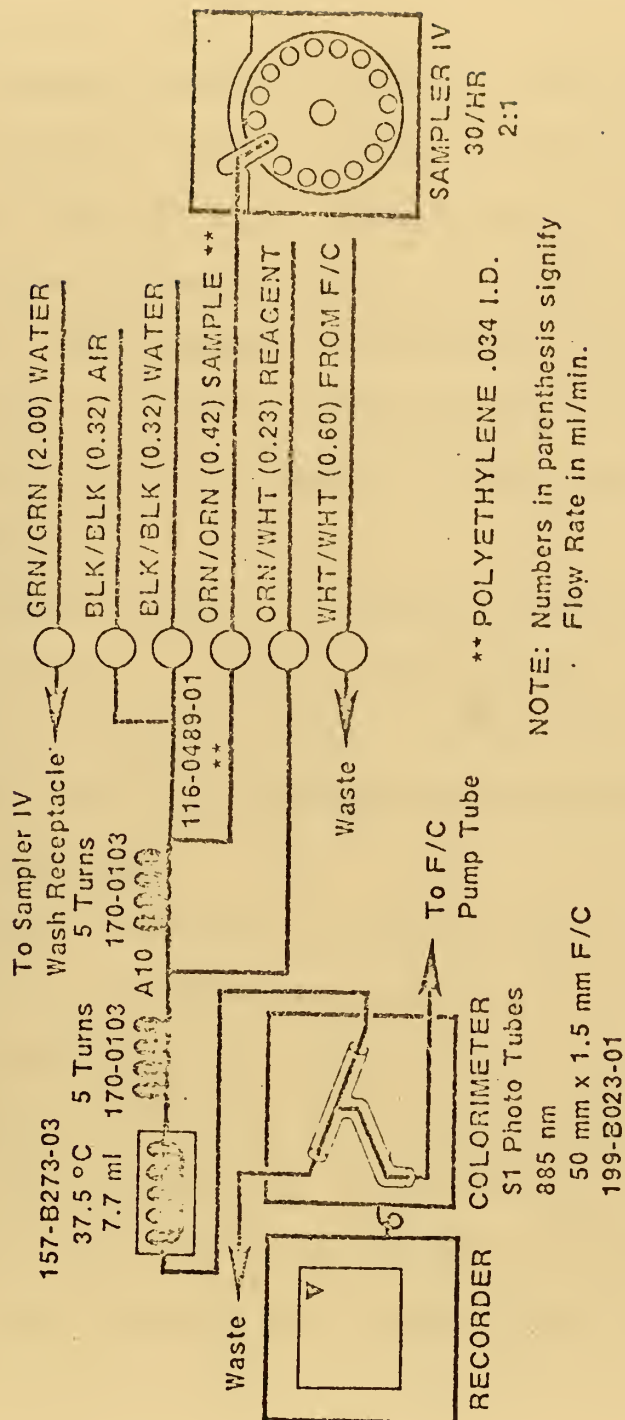 To Sampler IV
Wash Receptacle
GRN/GRN (2.00) WATER
BLK/BLK (0.32) AIR
BLK/BLK (0.32) WATER
ORN/ORN (0.42) SAMPLE **
ORN/WHT (0.23) REAGENT
WHT/WHT (0.60) FROM F/C
SAMPLER IV
30/HR
2:1
157-B273-03
37.5 °C
7.7 ml
5 Turns
170-0103
A10
5 Turns
170-0103
116-0489-01
**
Waste
Waste
To F/C
Pump Tube
RECORDER
COLORIMETER
S1 Photo Tubes
885 nm
50 mm x 1.5 mm F/C
199-B023-01
** POLYETHYLENE .034 I.D.
NOTE: Numbers in parenthesis signify
Flow Rate in ml/min.